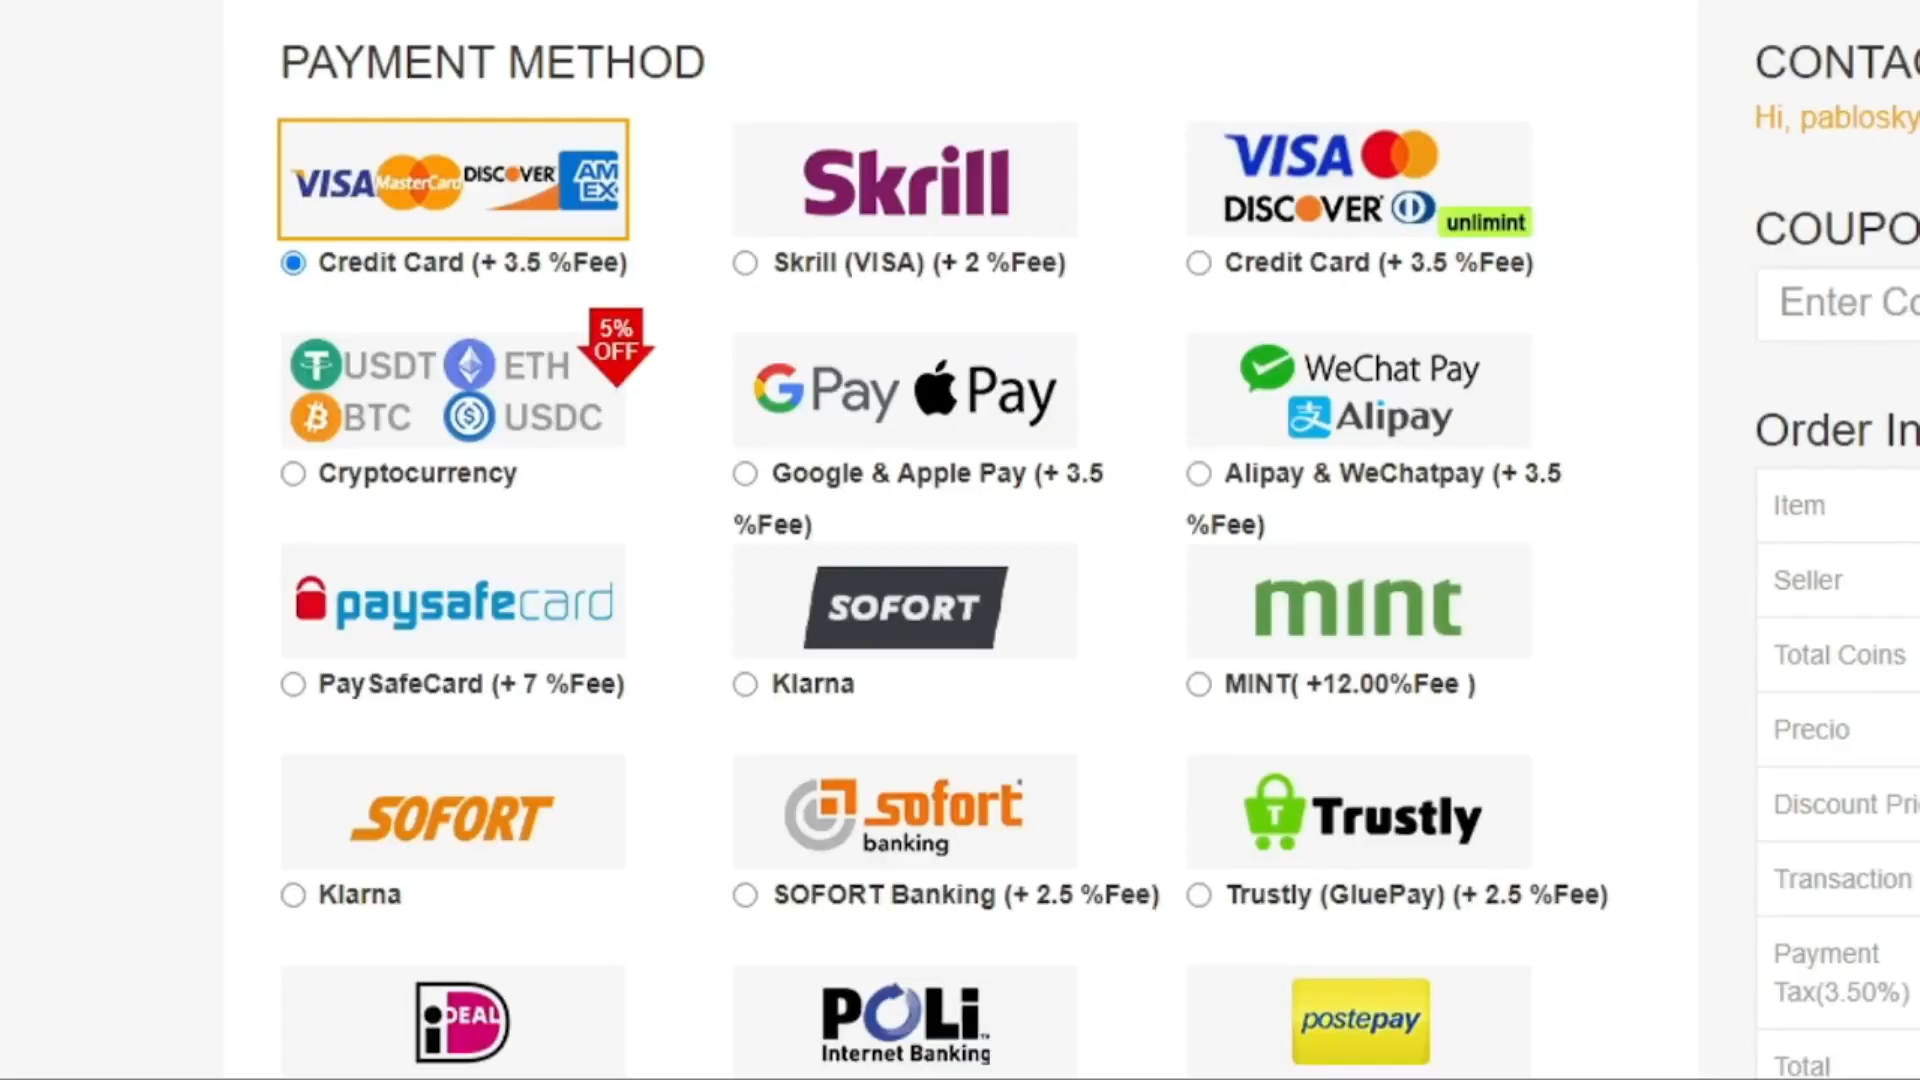 PAYMENT METHOD
VISA MasterCard DISCOVER AM EX
Credit Card (+ 3.5 %Fee)
Skrill
Skrill (VISA) (+ 2 %Fee)
VISA
DISCOVER unlimint
Credit Card (+ 3.5 %Fee)
5% OFF
USDT ETH
BTC USDC
Cryptocurrency
G Pay Pay
Google & Apple Pay (+ 3.5
%Fee)
WeChat Pay
支 Alipay
Alipay & WeChatpay (+ 3.5
%Fee)
paysafecard
PaySafeCard (+ 7 %Fee)
SOFORT
Klarna
mint
MINT( +12.00%Fee )
SOFORT
Klarna
sofort
banking
SOFORT Banking (+ 2.5 %Fee)
T Trustly
Trustly (GluePay) (+ 2.5 %Fee)
iDEAL
POLi
Internet Banking
postepay
CONTAC
Hi, pablosky
COUPO
Enter Co
Order In
Item
Seller
Total Coins
Precio
Discount Pri
Transaction
Payment
Tax(3.50%)
Total